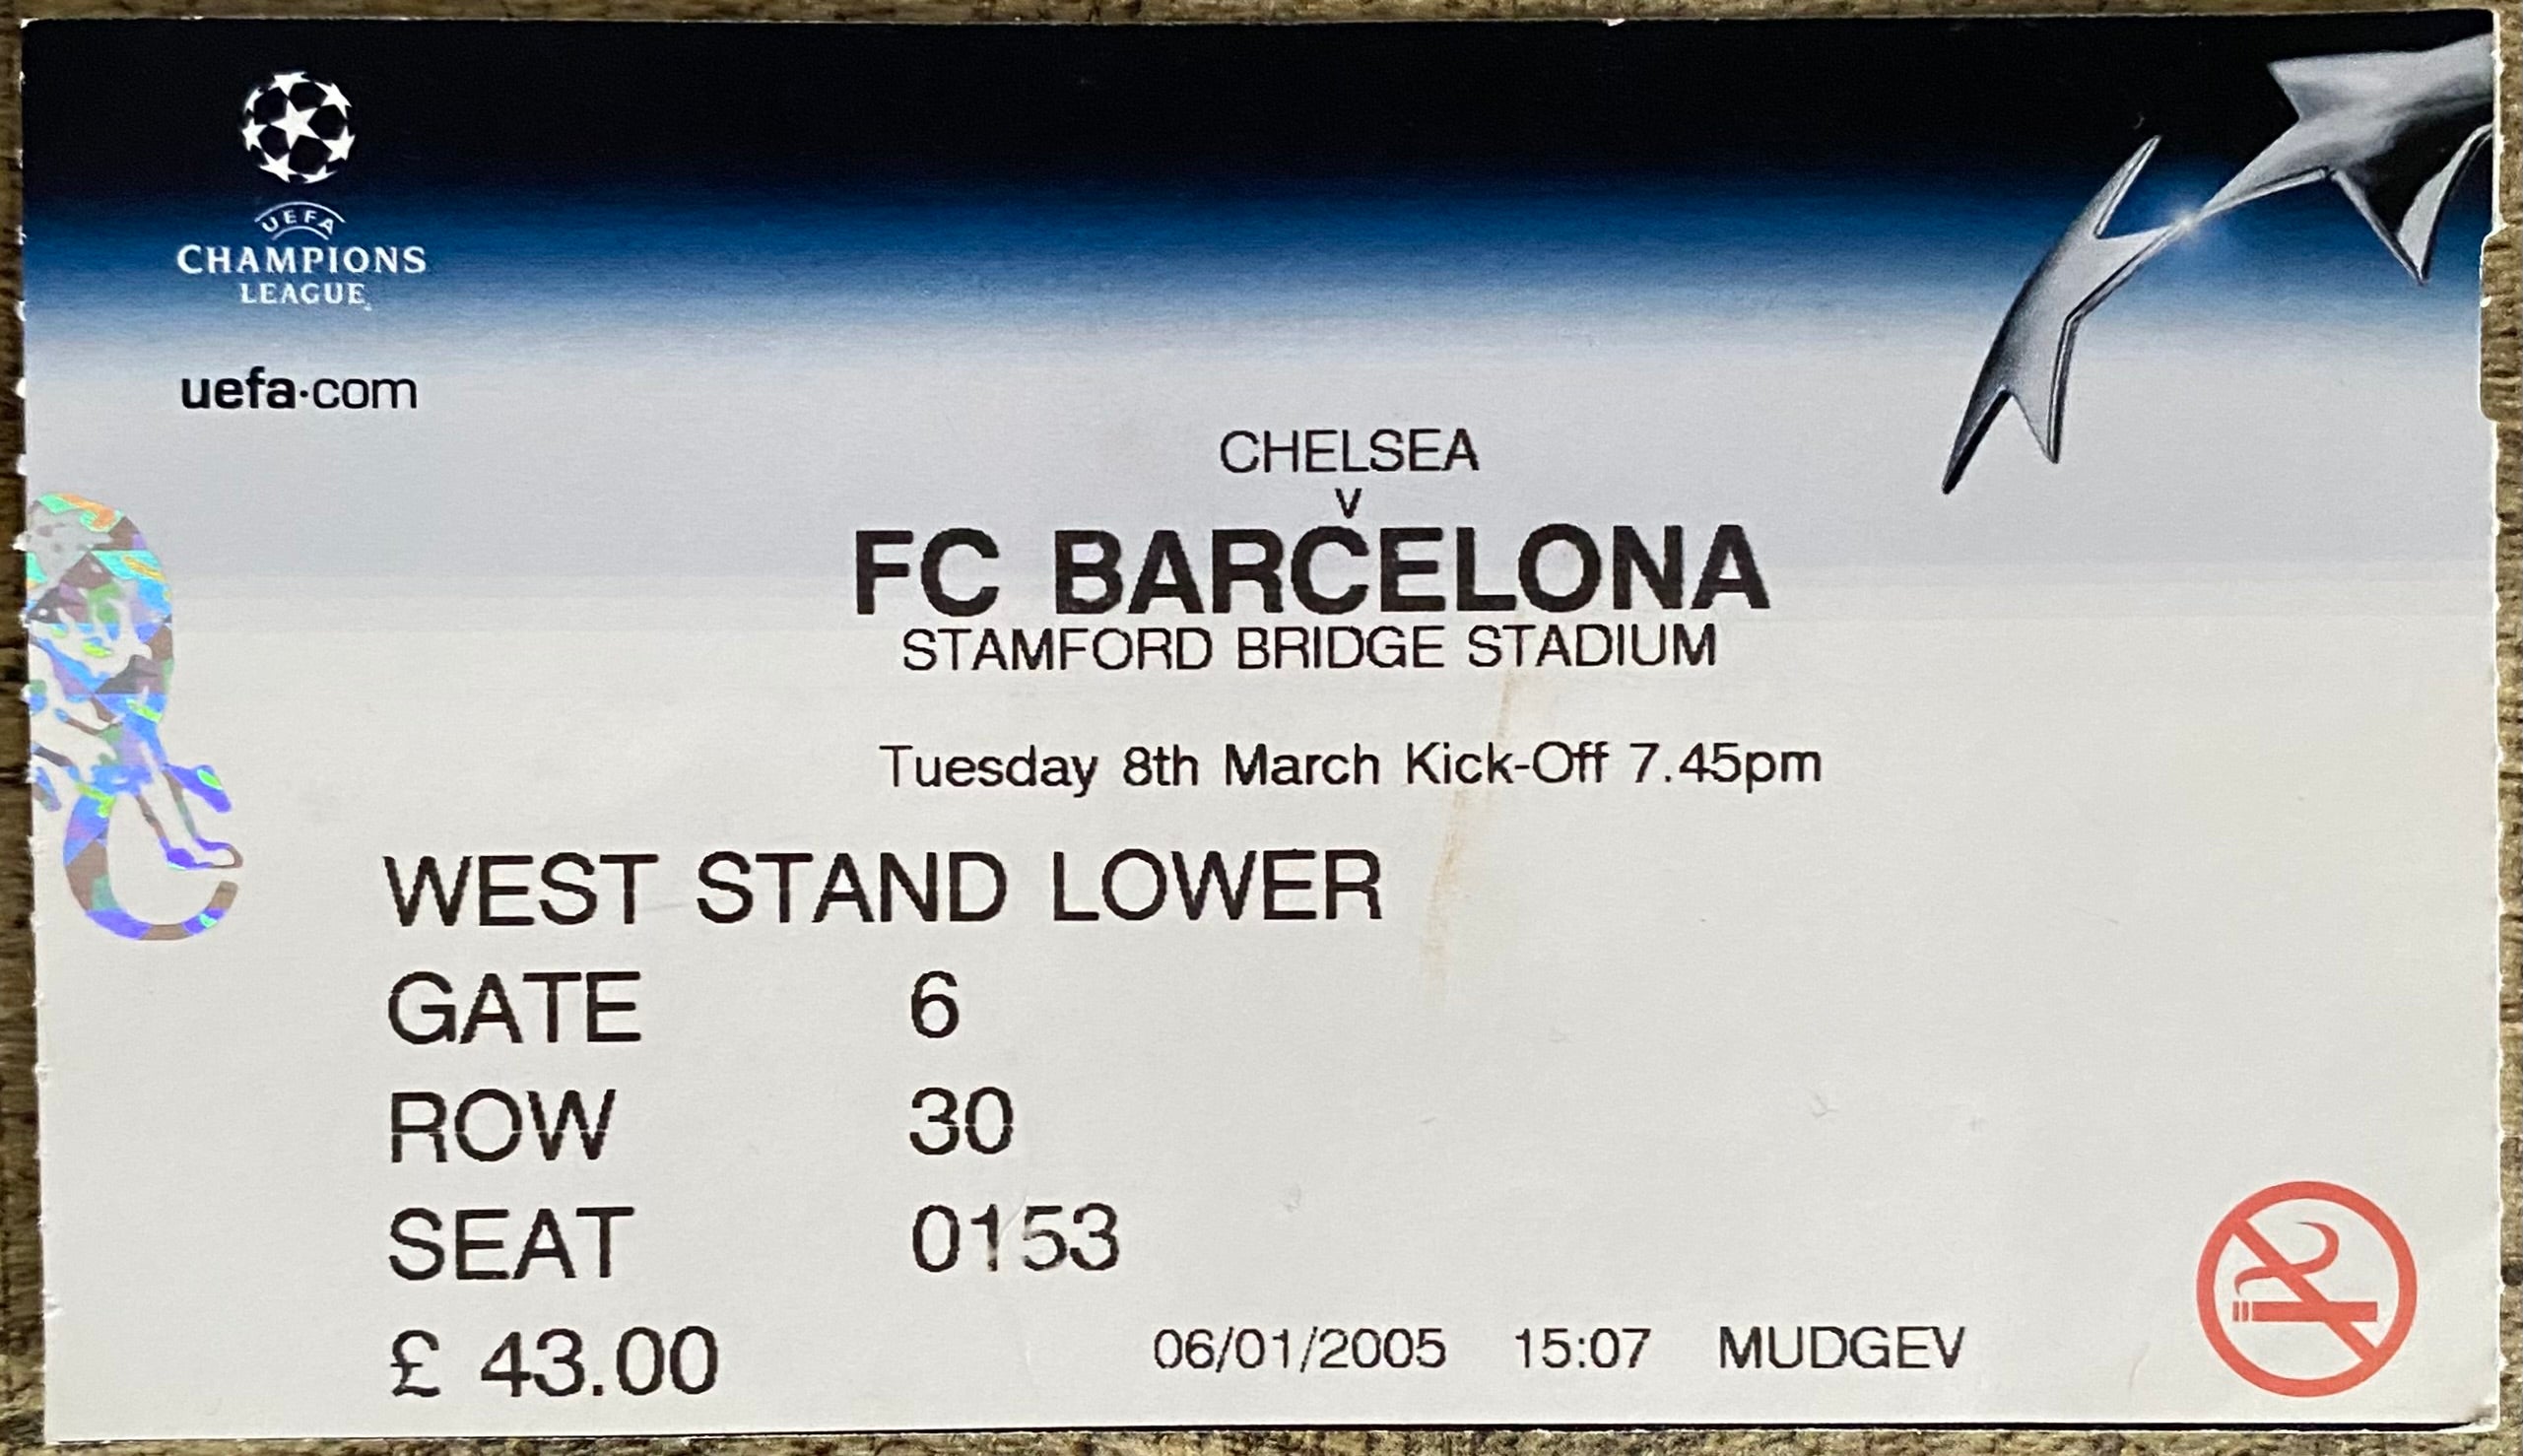 UEFA
CHAMPIONS
LEAGUE
uefa.com
CHELSEA
v
FC BARCELONA
STAMFORD BRIDGE STADIUM
Tuesday 8th March Kick-Off 7.45pm
WEST STAND LOWER
GATE 6
ROW 30
SEAT 0153
£ 43.00 06/01/2005 15:07 MUDGEV